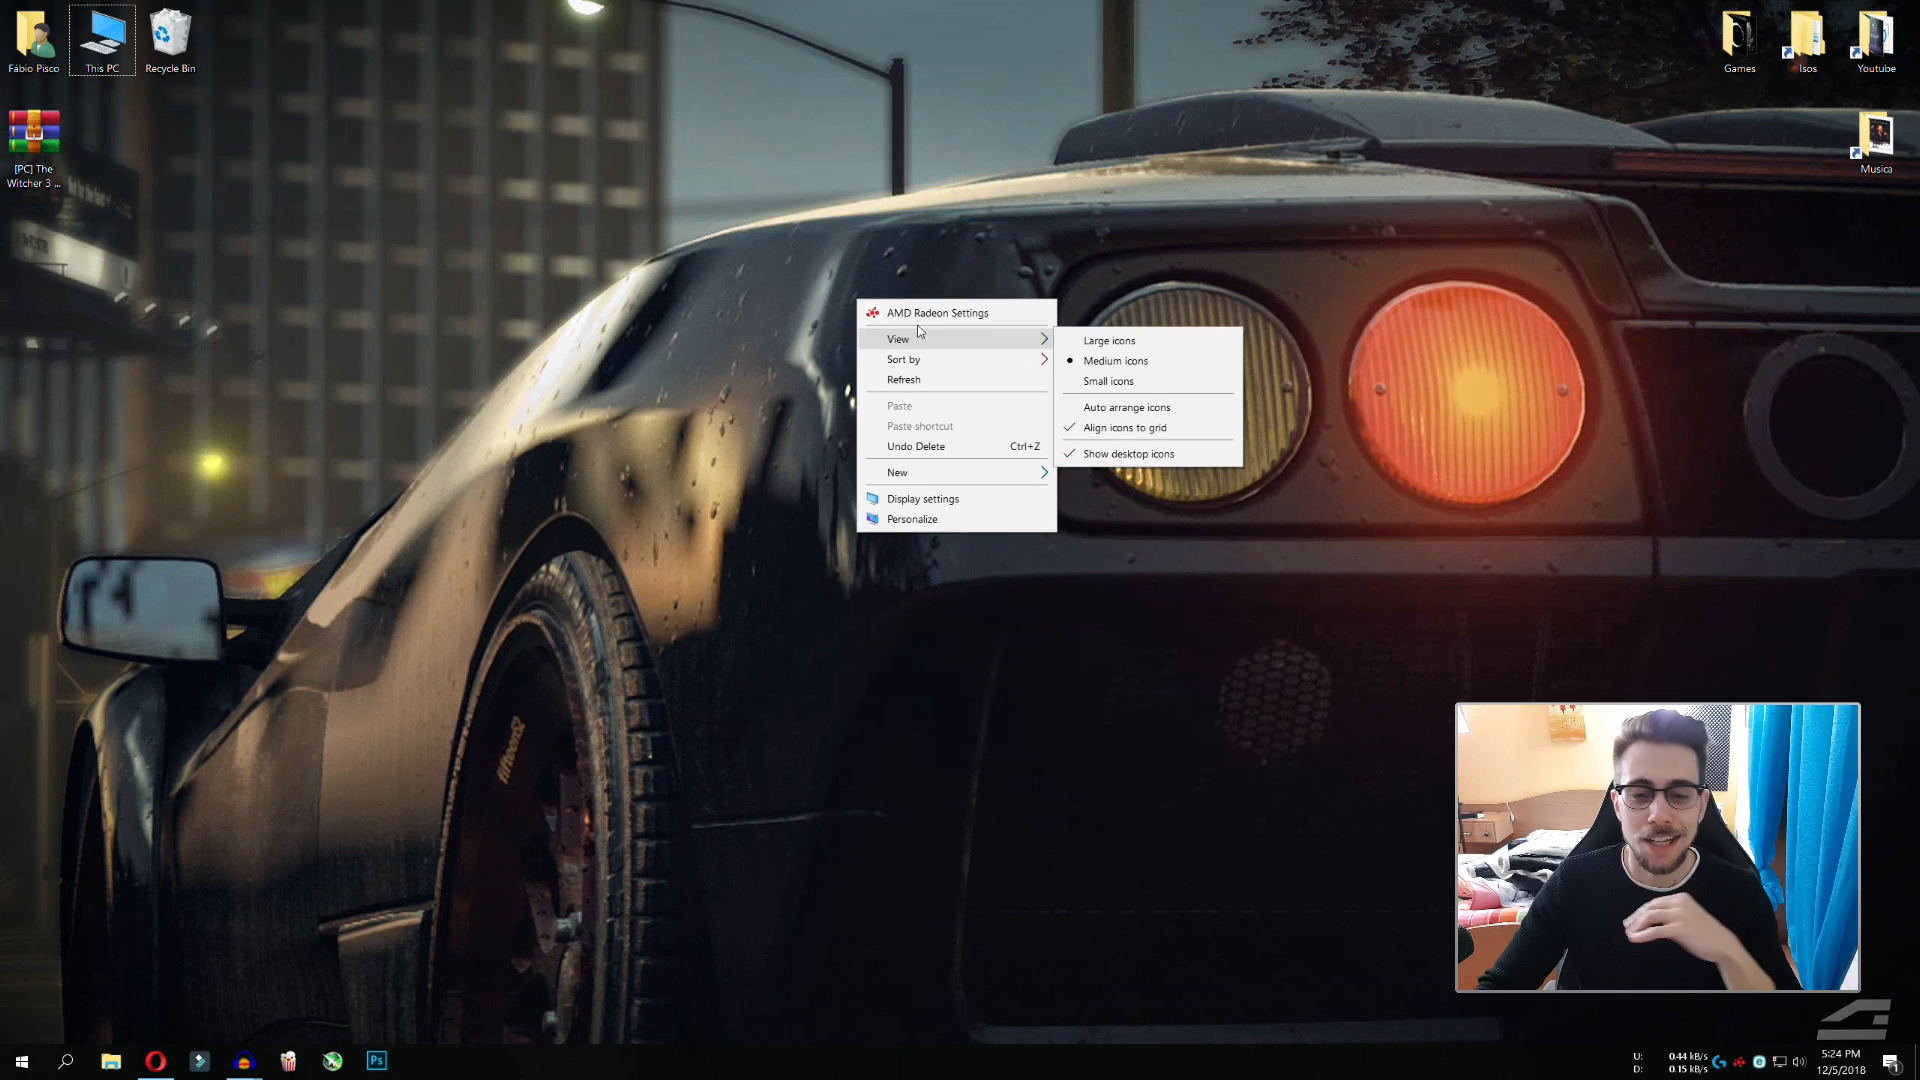 Fábio Pisco
This PC
Recycle Bin
Games
Isos
Youtube
[PC] The
Witcher 3 ...
Musica
AMD Radeon Settings
View
Sort by
Refresh
Paste
Paste shortcut
Undo Delete Ctrl+Z
New
Display settings
Personalize
Large icons
Medium icons
Small icons
Auto arrange icons
Align icons to grid
Show desktop icons
fifteen52
Ps
U: 0.44 kB/s
D: 0.15 kB/s
5:24 PM
12/5/2018
1